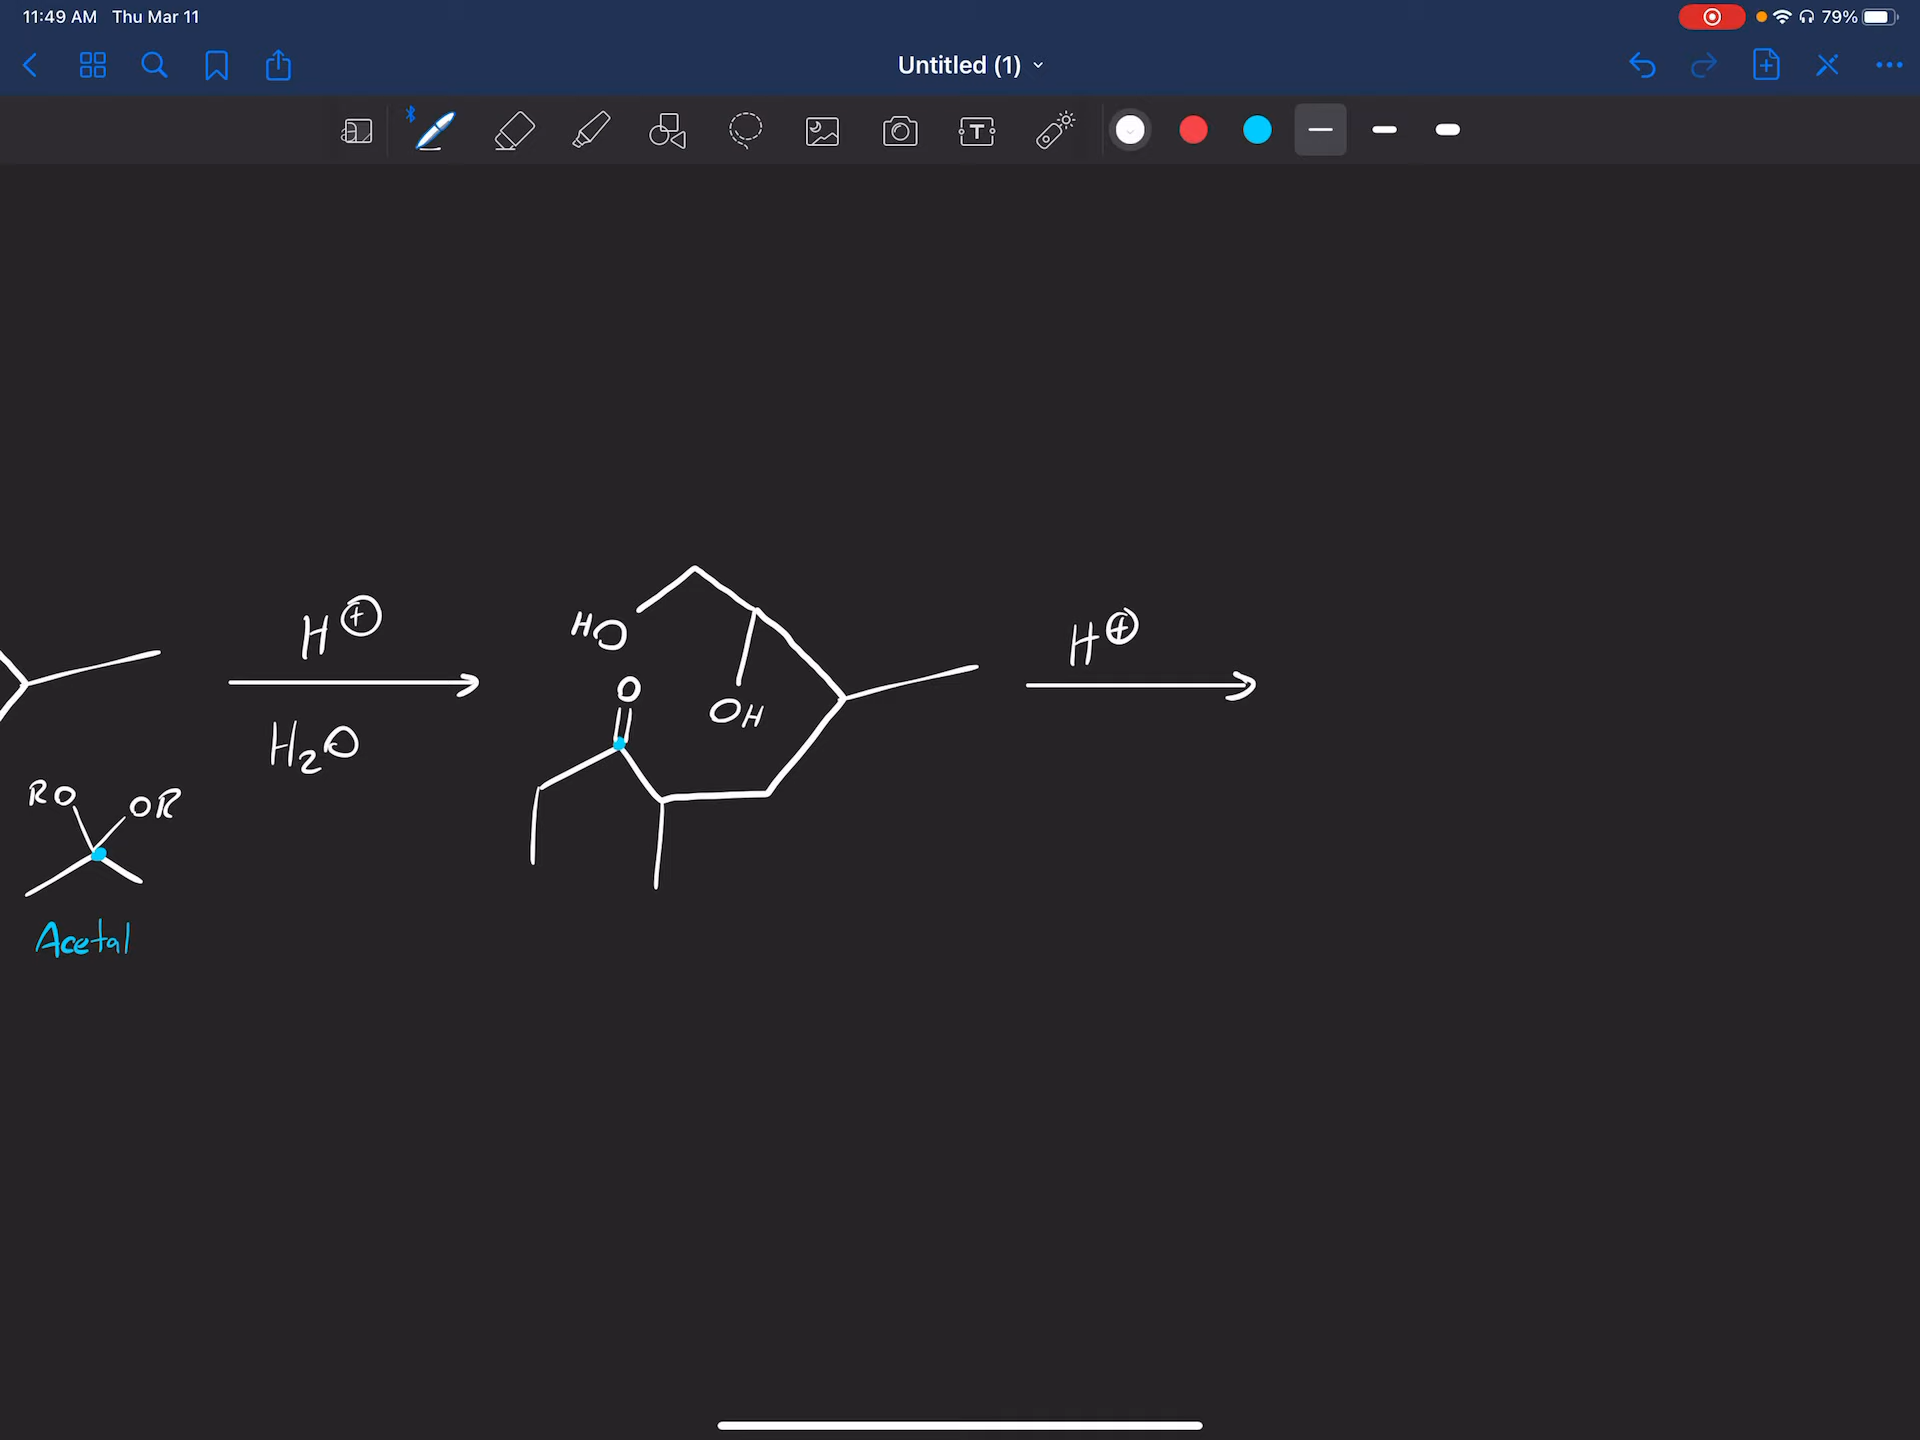 11:49 AM Thu Mar 11
79%
Untitled (1)
T
H⊕
H₂O
HO
OH
O
H⊕
RO
OR
Acetal